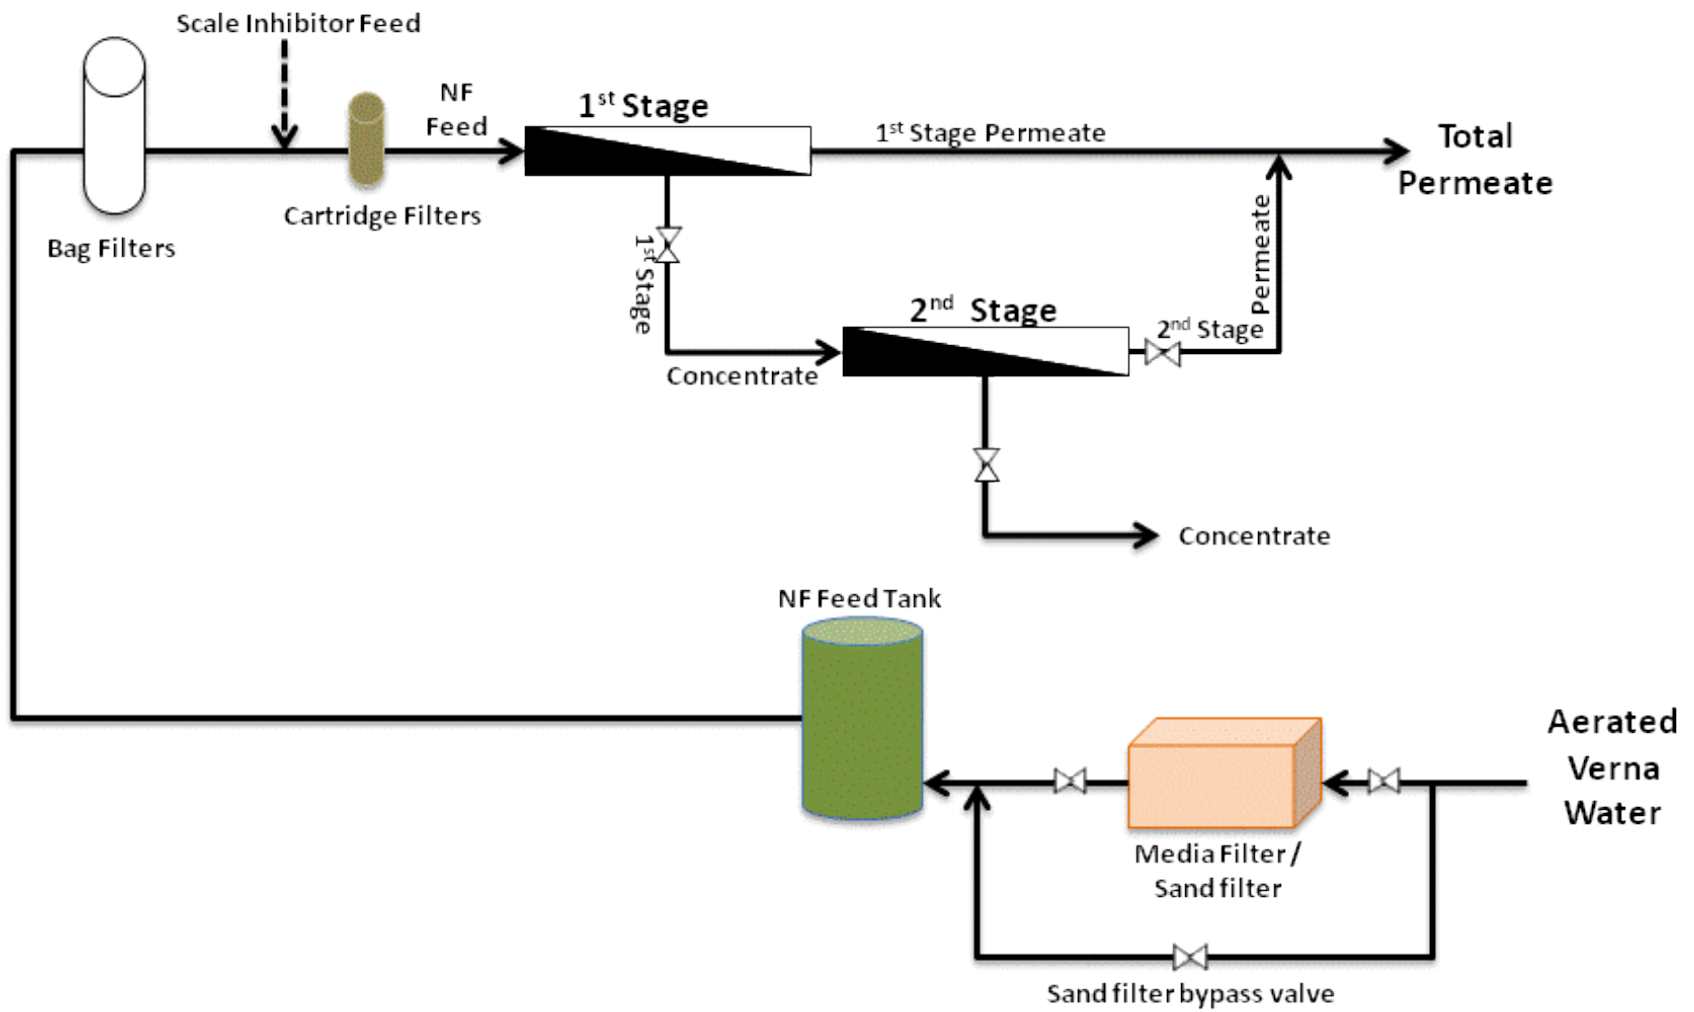 Scale Inhibitor Feed
NF
Feed
1st Stage
1st Stage Permeate
Total
Permeate
Cartridge Filters
Bag Filters
1st Stage
Concentrate
2nd Stage
2nd Stage
Permeate
Concentrate
NF Feed Tank
Aerated
Verna
Water
Media Filter /
Sand filter
Sand filter bypass valve